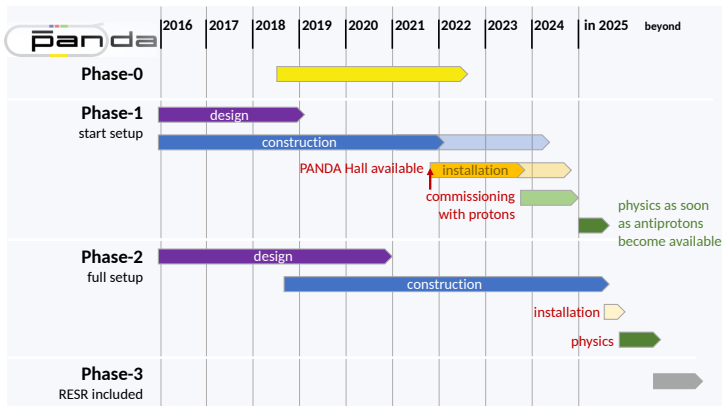 panda
2016 2017 2018 2019 2020 2021 2022 2023 2024 in 2025 beyond
Phase-0
Phase-1
start setup
design
construction
PANDA Hall available
installation
commissioning
with protons
physics as soon
as antiprotons
become available
Phase-2
full setup
design
construction
installation
physics
Phase-3
RESR included